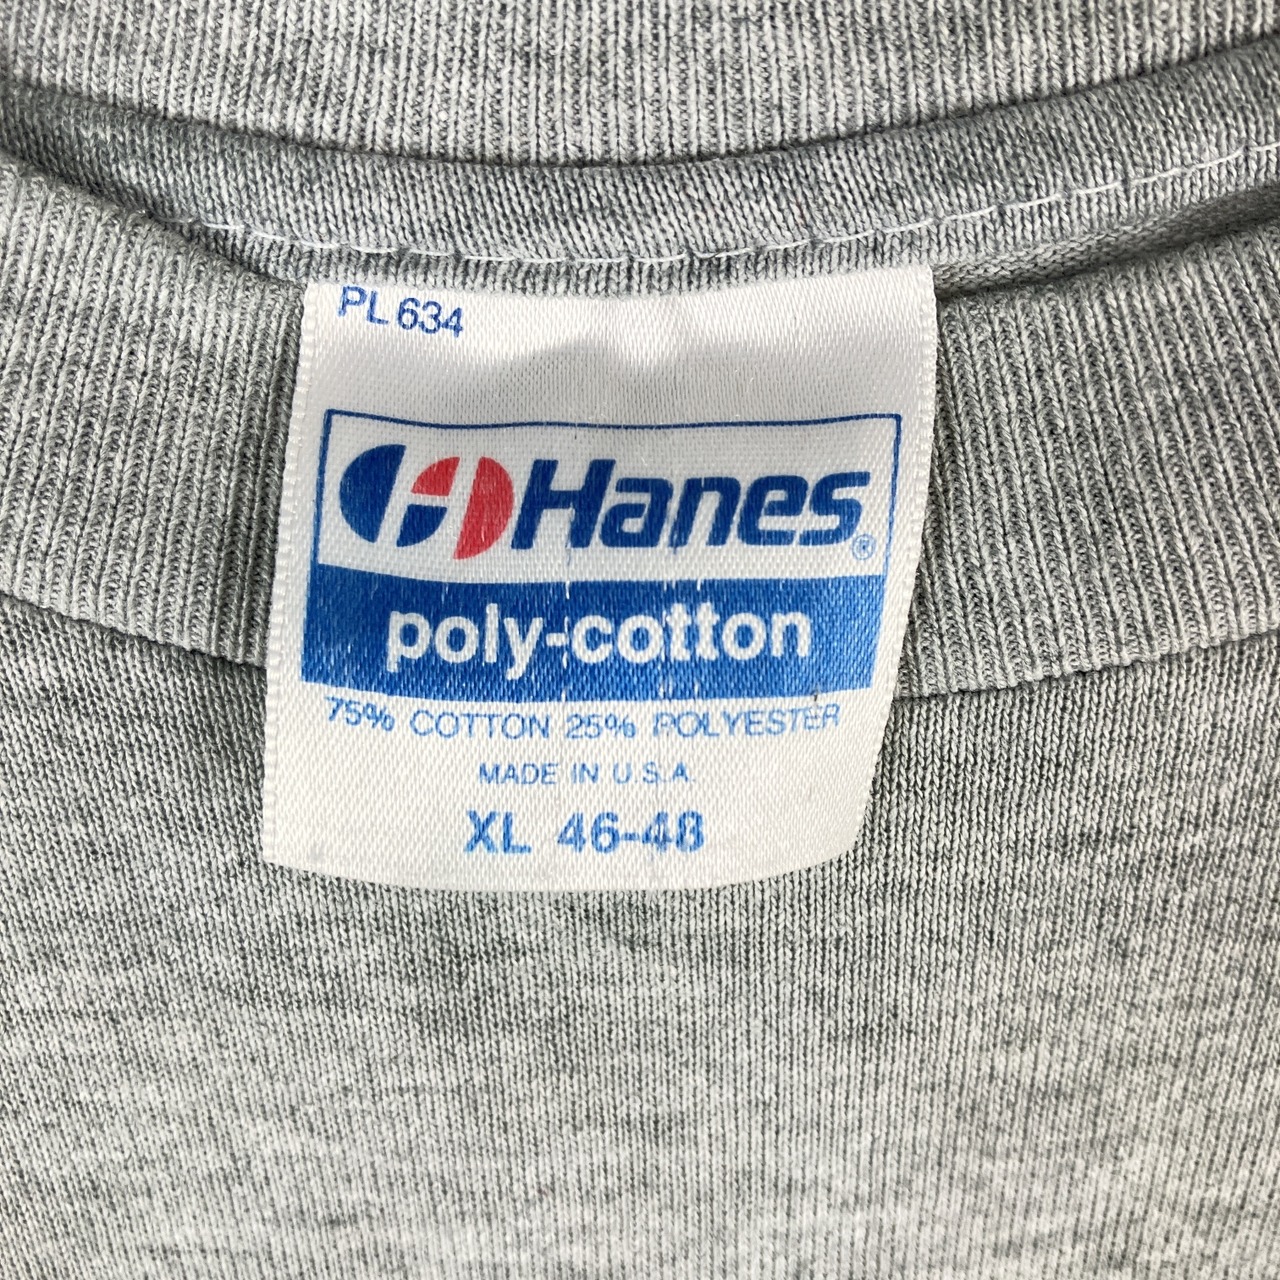 PL 634
Hanes®
poly-cotton
75% COTTON 25% POLYESTER
MADE IN U.S.A.
XL 46-48